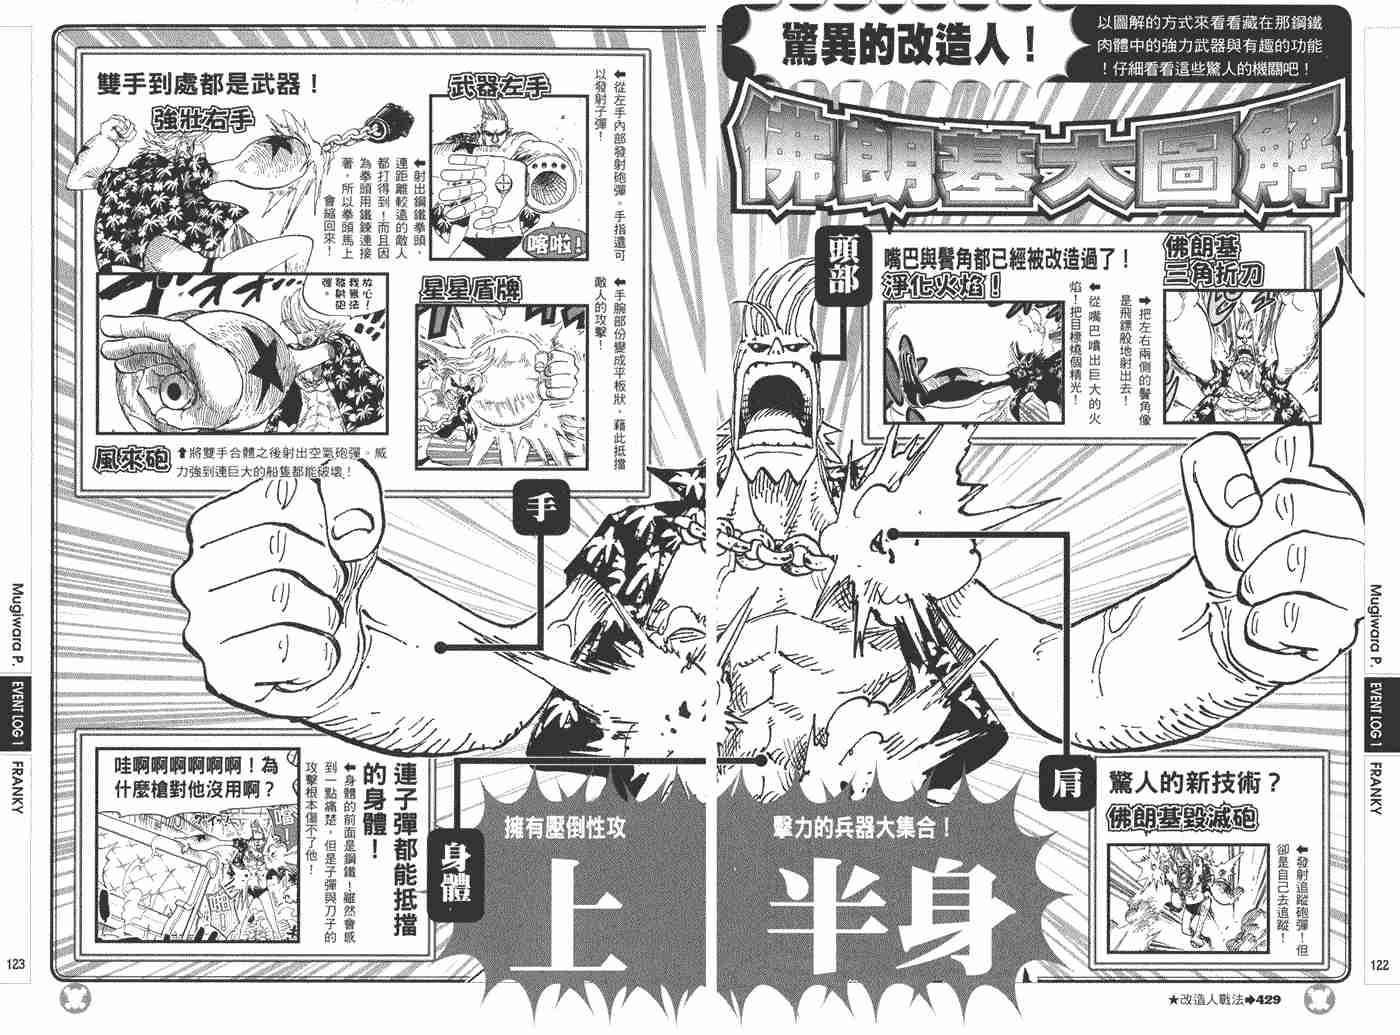 驚異的改造人！
以圖解的方式來看看藏在那鋼鐵
肉體中的強力武器與有趣的功能
！仔細看看這些驚人的機關吧！
佛朗基大圖解
頭部
嘴巴與鬢角都已經被改造過了！
佛朗基
三角折刀
⬅把左右兩側的鬢角像
是飛鏢般地射出去！
淨化火焰！
⬅從嘴巴噴出巨大的火
焰！把目標燒個精光！
肩
驚人的新技術？
佛朗基毀滅砲
⬅發射追蹤砲彈！但
卻是自己去追蹤！
擊力的兵器大集合！
半身
★改造人戰法➡429
Mugiwara P.
EVENT LOG 1
FRANKY
122
雙手到處都是武器！
武器左手
⬅從左手內部發射砲彈。手指還可
以發射子彈！
喀啦！
強壯右手
⬅射出鋼鐵拳頭，
連距離較遠的敵人
都打得到！而且因
為拳頭用鐵鍊連接
著，所以拳頭馬上
會縮回來！
星星盾牌
⬅手腕部份變成平板狀，藉此抵擋
敵人的攻擊！
放心！
我無法
發射砲
彈。
風來砲
⬆將雙手合體之後射出空氣砲彈。威
力強到連巨大的船隻都能破壞！
手
身體
連子彈都能抵擋
的身體！
⬅身體的前面是鋼鐵！雖然會感
到一點痛楚，但是子彈與刀子的
攻擊根本傷不了他！
哇啊啊啊啊啊啊！為
什麼槍對他沒用啊？
擁有壓倒性攻
上
Mugiwara P.
EVENT LOG 1
FRANKY
123